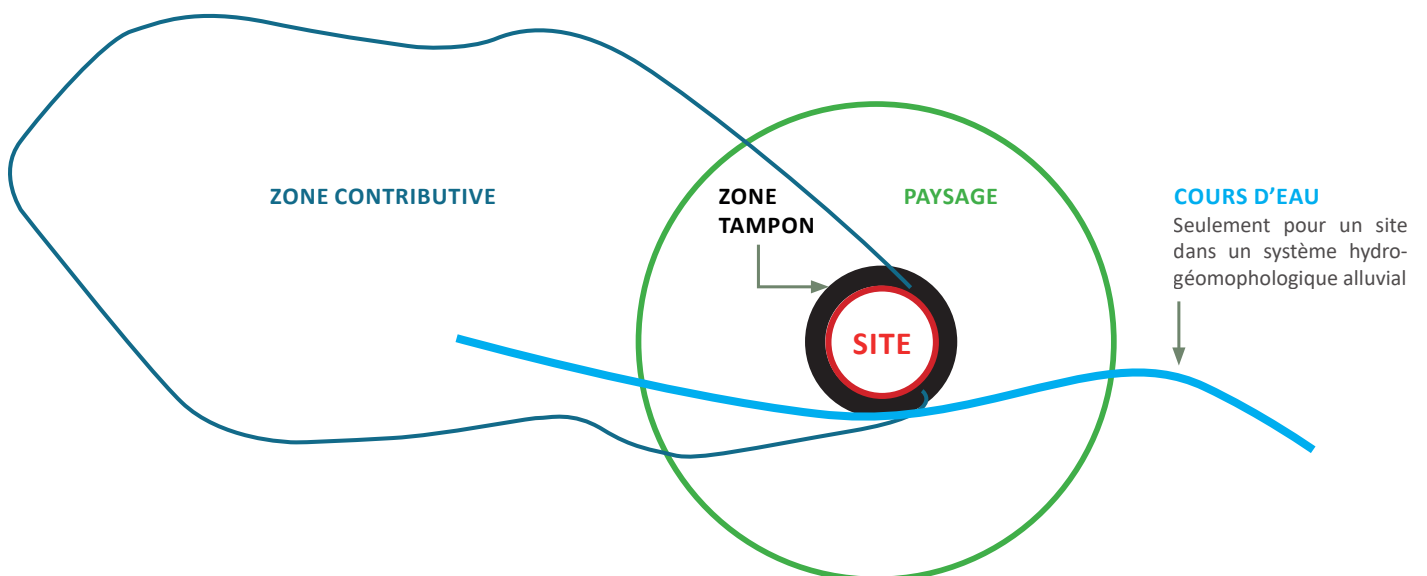 ZONE CONTRIBUTIVE
ZONE
TAMPON
PAYSAGE
SITE
COURS D'EAU
Seulement pour un site
dans un système hydro-
géomophologique alluvial